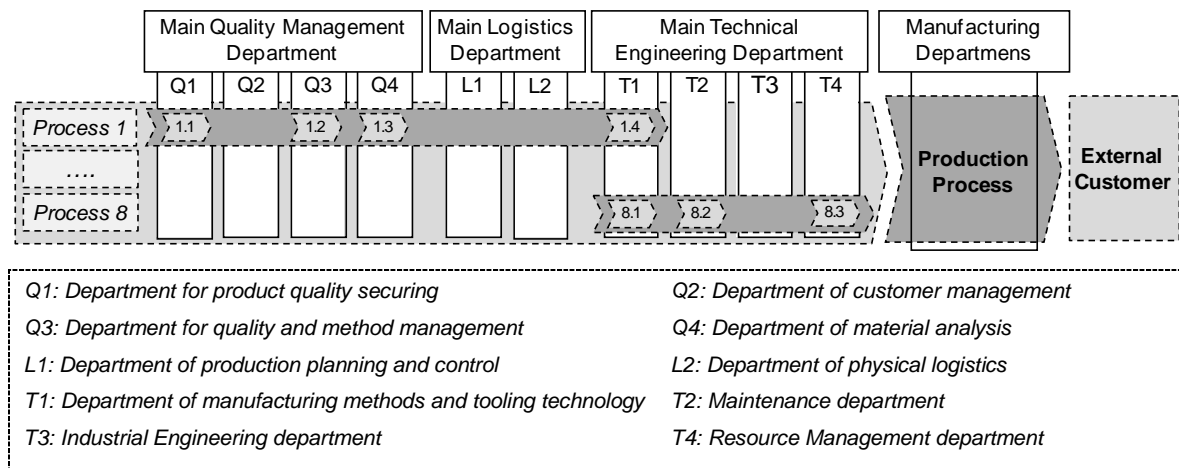 Main Quality Management
Department
Main Logistics
Department
Main Technical
Engineering Department
Manufacturing
Departmens
Q1 Q2 Q3 Q4 L1 L2 T1 T2 T3 T4
Process 1
1.1 1.2 1.3 1.4
....
Process 8
8.1 8.2 8.3
Production
Process
External
Customer
Q1: Department for product quality securing
Q2: Department of customer management
Q3: Department for quality and method management
Q4: Department of material analysis
L1: Department of production planning and control
L2: Department of physical logistics
T1: Department of manufacturing methods and tooling technology
T2: Maintenance department
T3: Industrial Engineering department
T4: Resource Management department